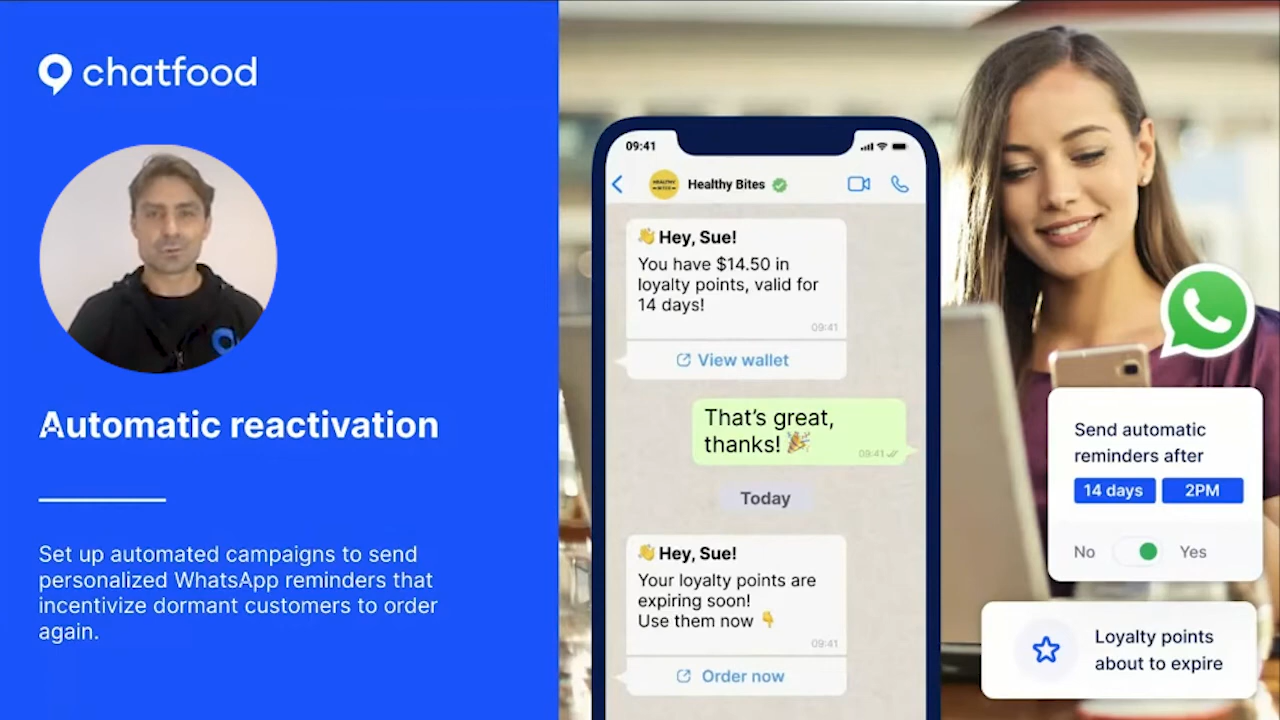 chatfood
Automatic reactivation
Set up automated campaigns to send
personalized WhatsApp reminders that
incentivize dormant customers to order
again.
09:41
HEALTHY
BITES
Healthy Bites
👋 Hey, Sue!
You have $14.50 in
loyalty points, valid for
14 days!
09:41
View wallet
That's great,
thanks! 🎉
09:41
Today
👋 Hey, Sue!
Your loyalty points are
expiring soon!
Use them now 👇
09:41
Order now
Send automatic
reminders after
14 days 2PM
No Yes
Loyalty points
about to expire